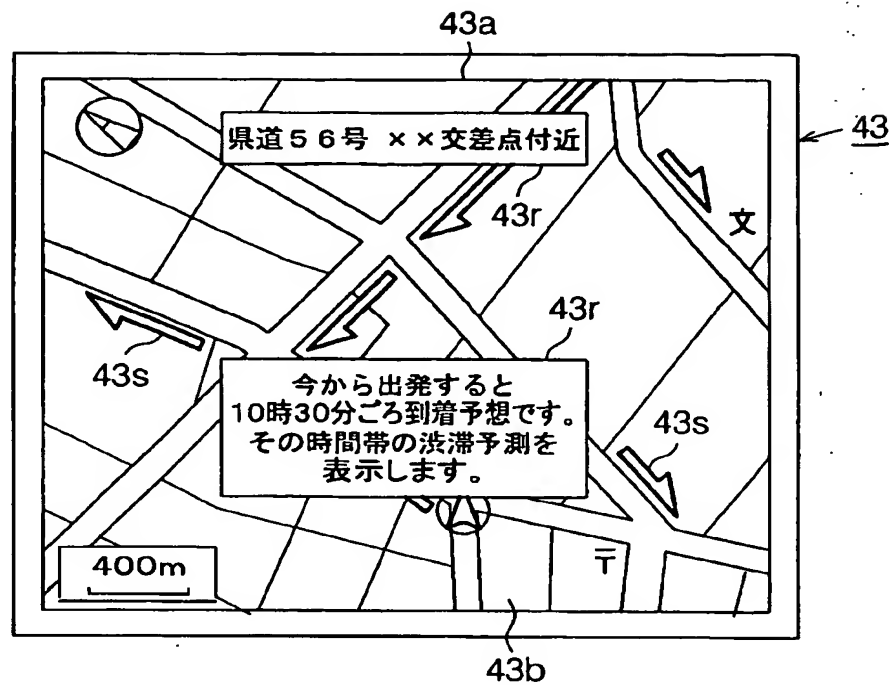 43a
県道56号 ××交差点付近
43
43r
文
43r
43s
今から出発すると
10時30分ごろ到着予想です。
その時間帯の渋滞予測を
表示します。
43s
400m
〒
43b